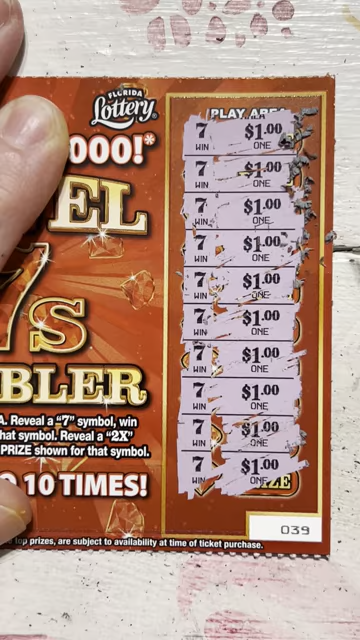 FLORIDA
Lottery
000!*
EL
7s
BLER
A. Reveal a "7" symbol, win
hat symbol. Reveal a "2X"
PRIZE shown for that symbol.
O 10 TIMES!
top prizes, are subject to availability at time of ticket purchase.
PLAY AREA
7 $1.00
WIN ONE
7 $1.00
WIN ONE
7 $1.00
WIN ONE
7 $1.00
WIN ONE
7 $1.00
WIN ONE
7 $1.00
WIN ONE
7 $1.00
WIN ONE
7 $1.00
WIN ONE
7 $1.00
WIN ONE
7 $1.00
WIN ONE
039